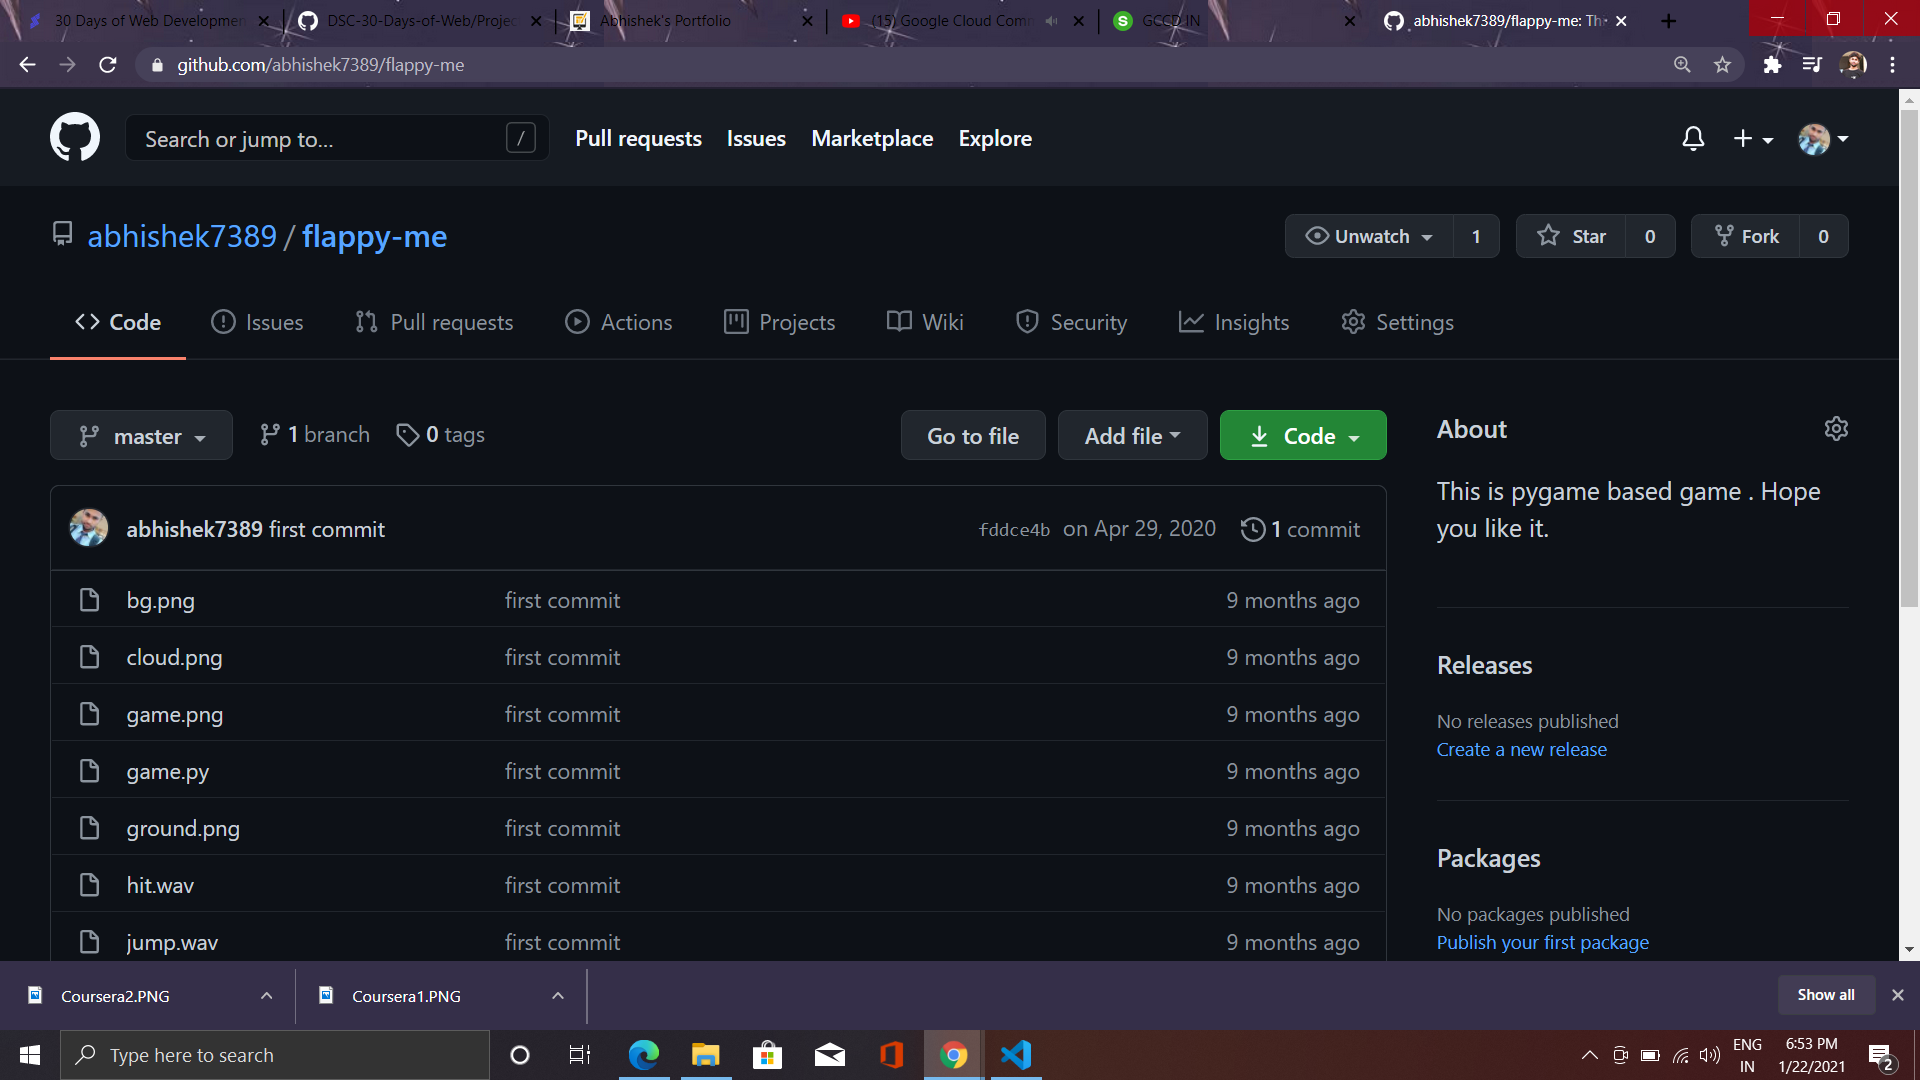 30 Days of Web Developmen
DSC-30-Days-of-Web/Projec
Abhishek's Portfolio
(15) Google Cloud Com
GCCD IN
abhishek7389/flappy-me: Th
github.com/abhishek7389/flappy-me
Search or jump to...
/
Pull requests
Issues
Marketplace
Explore
abhishek7389 / flappy-me
Unwatch 1
Star 0
Fork 0
Code
Issues
Pull requests
Actions
Projects
Wiki
Security
Insights
Settings
master
1 branch
0 tags
Go to file
Add file
Code
abhishek7389 first commit
fddce4b on Apr 29, 2020
1 commit
bg.png first commit 9 months ago
cloud.png first commit 9 months ago
game.png first commit 9 months ago
game.py first commit 9 months ago
ground.png first commit 9 months ago
hit.wav first commit 9 months ago
jump.wav first commit 9 months ago
About
This is pygame based game . Hope
you like it.
Releases
No releases published
Create a new release
Packages
No packages published
Publish your first package
Coursera2.PNG
Coursera1.PNG
Show all
Type here to search
ENG
IN
6:53 PM
1/22/2021
2